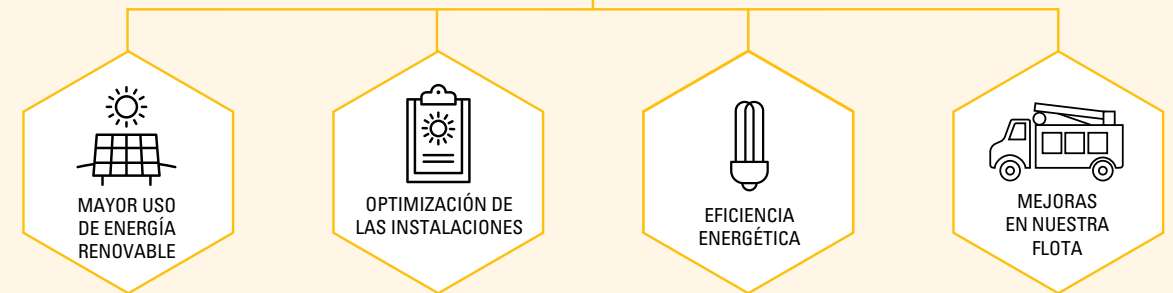 MAYOR USO
DE ENERGÍA
RENOVABLE
OPTIMIZACIÓN DE
LAS INSTALACIONES
EFICIENCIA
ENERGÉTICA
MEJORAS
EN NUESTRA
FLOTA